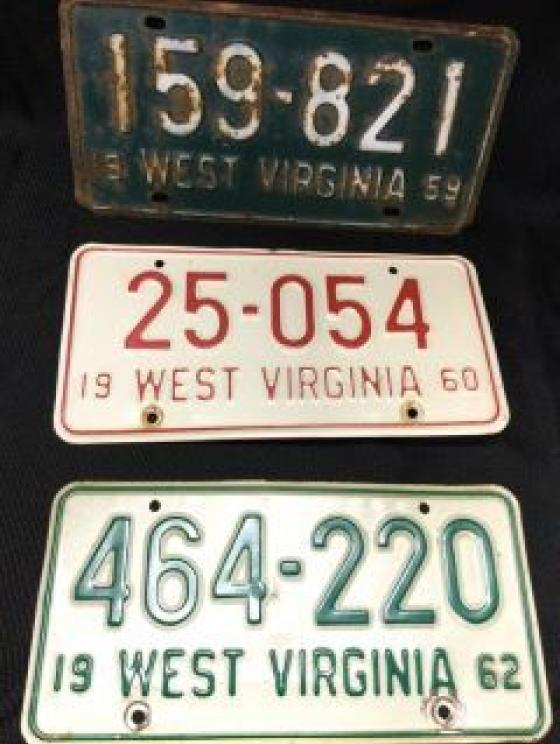 159-821
19 WEST VIRGINIA 59
25-054
19 WEST VIRGINIA 60
464-220
19 WEST VIRGINIA 62